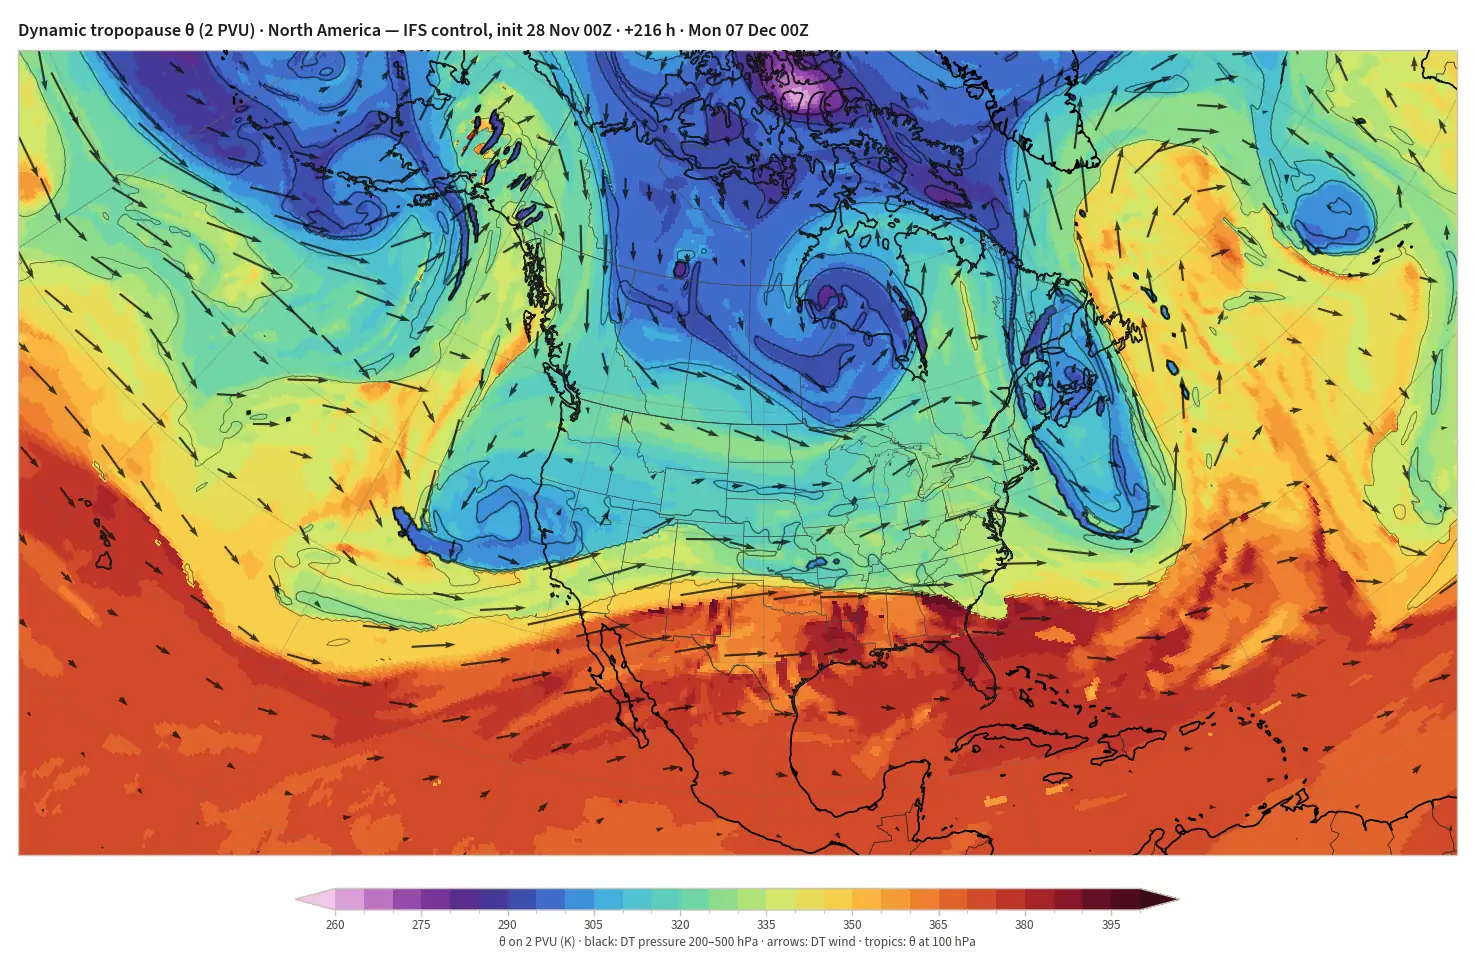 Dynamic tropopause θ (2 PVU) · North America — IFS control, init 28 Nov 00Z · +216 h · Mon 07 Dec 00Z
260 275 290 305 320 335 350 365 380 395
θ on 2 PVU (K) · black: DT pressure 200–500 hPa · arrows: DT wind · tropics: θ at 100 hPa